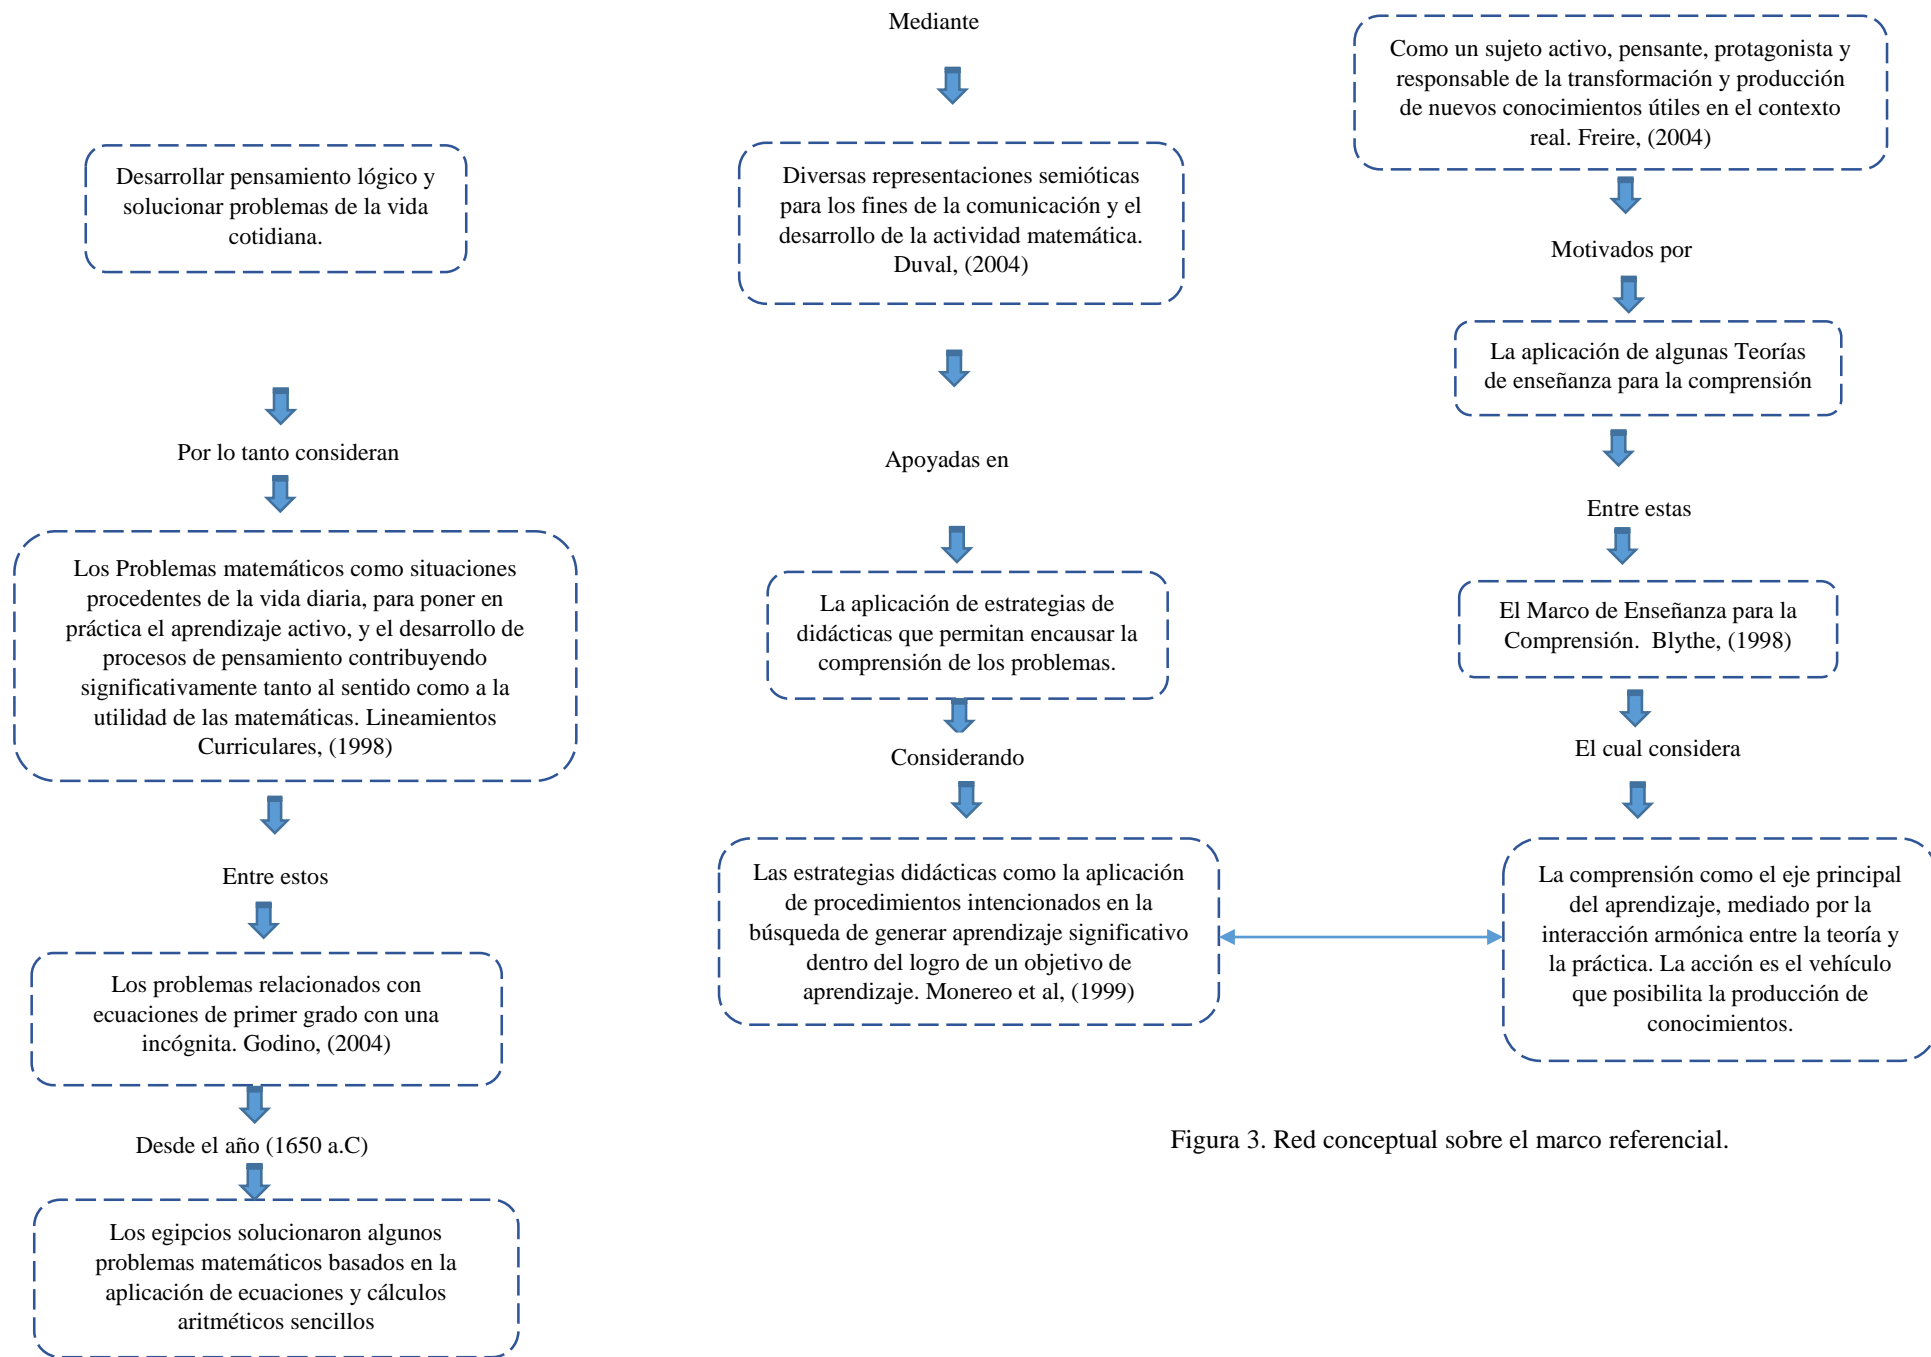 Desarrollar pensamiento lógico y
solucionar problemas de la vida
cotidiana.
Por lo tanto consideran
Los Problemas matemáticos como situaciones
procedentes de la vida diaria, para poner en
práctica el aprendizaje activo, y el desarrollo de
procesos de pensamiento contribuyendo
significativamente tanto al sentido como a la
utilidad de las matemáticas. Lineamientos
Curriculares, (1998)
Entre estos
Los problemas relacionados con
ecuaciones de primer grado con una
incógnita. Godino, (2004)
Desde el año (1650 a.C)
Los egipcios solucionaron algunos
problemas matemáticos basados en la
aplicación de ecuaciones y cálculos
aritméticos sencillos
Mediante
Diversas representaciones semióticas
para los fines de la comunicación y el
desarrollo de la actividad matemática.
Duval, (2004)
Apoyadas en
La aplicación de estrategias de
didácticas que permitan encausar la
comprensión de los problemas.
Considerando
Las estrategias didácticas como la aplicación
de procedimientos intencionados en la
búsqueda de generar aprendizaje significativo
dentro del logro de un objetivo de
aprendizaje. Monereo et al, (1999)
Como un sujeto activo, pensante, protagonista y
responsable de la transformación y producción
de nuevos conocimientos útiles en el contexto
real. Freire, (2004)
Motivados por
La aplicación de algunas Teorías
de enseñanza para la comprensión
Entre estas
El Marco de Enseñanza para la
Comprensión. Blythe, (1998)
El cual considera
La comprensión como el eje principal
del aprendizaje, mediado por la
interacción armónica entre la teoría y
la práctica. La acción es el vehículo
que posibilita la producción de
conocimientos.
Figura 3. Red conceptual sobre el marco referencial.